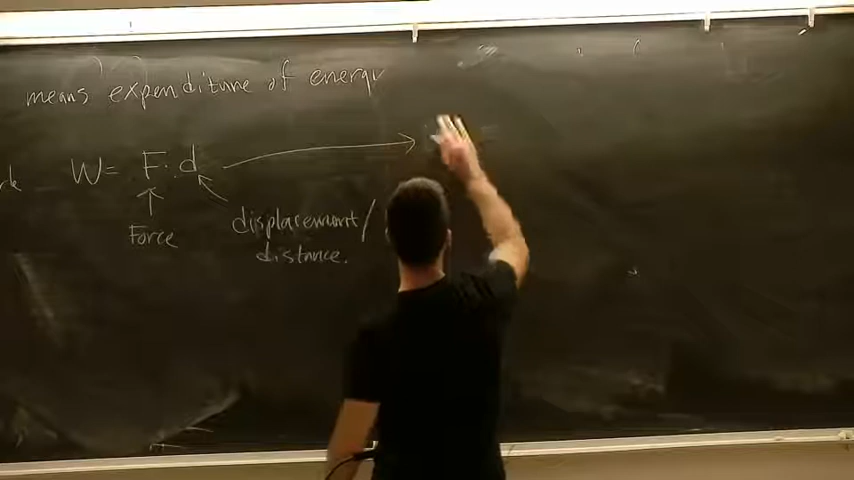 means expenditure of energy
W = F · d
Force
displacement/
distance.